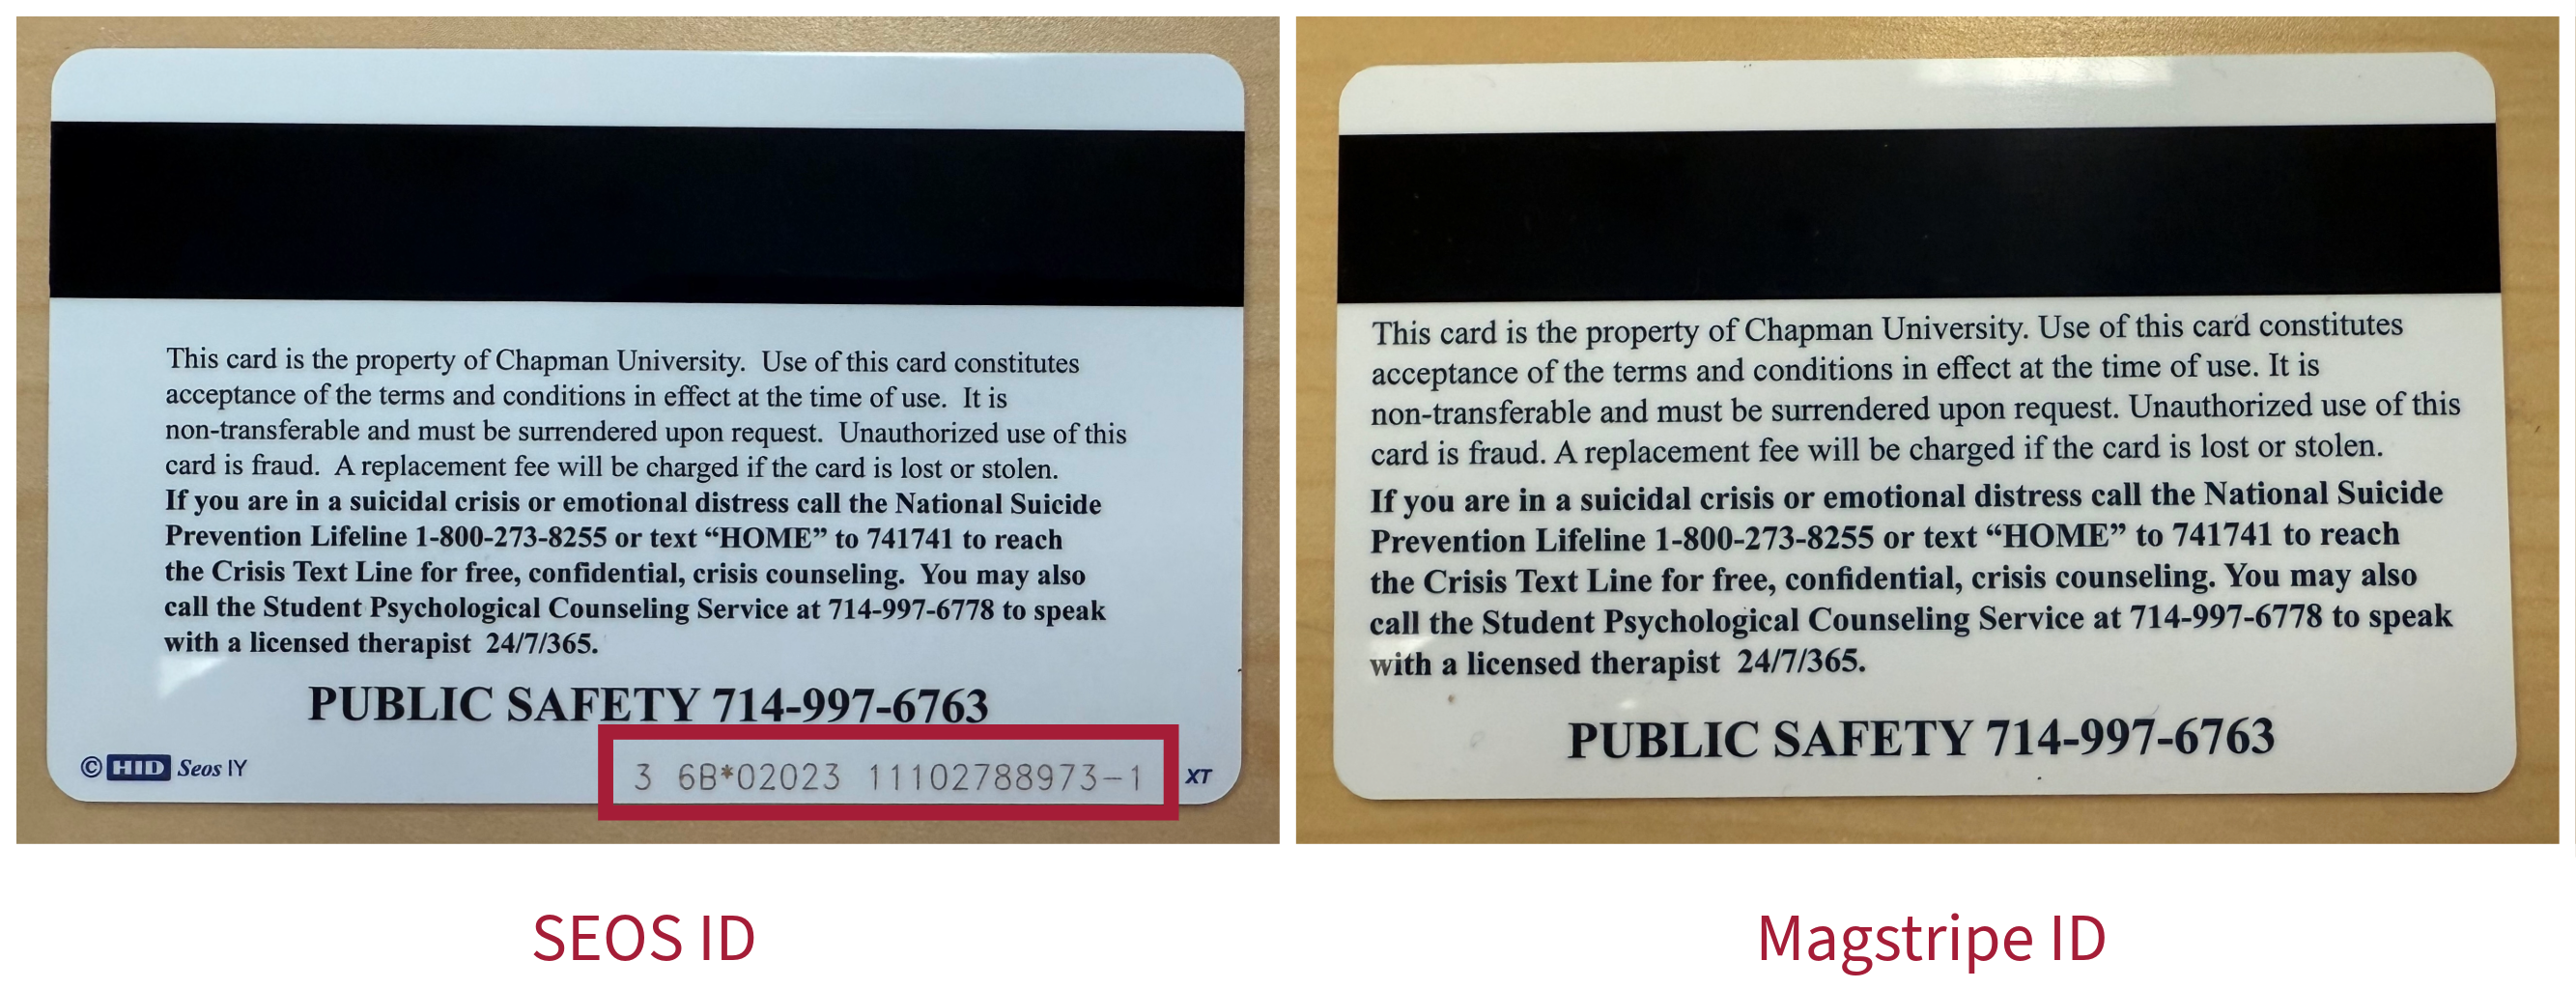 This card is the property of Chapman University.  Use of this card constitutes
acceptance of the terms and conditions in effect at the time of use.  It is
non-transferable and must be surrendered upon request.  Unauthorized use of this
card is fraud.  A replacement fee will be charged if the card is lost or stolen.
If you are in a suicidal crisis or emotional distress call the National Suicide
Prevention Lifeline 1-800-273-8255 or text “HOME” to 741741 to reach
the Crisis Text Line for free, confidential, crisis counseling.  You may also
call the Student Psychological Counseling Service at 714-997-6778 to speak
with a licensed therapist  24/7/365.
PUBLIC SAFETY 714-997-6763
© HID Seos IY
3 6B*02023 11102788973-1
XT
SEOS ID
This card is the property of Chapman University. Use of this card constitutes
acceptance of the terms and conditions in effect at the time of use. It is
non-transferable and must be surrendered upon request. Unauthorized use of this
card is fraud. A replacement fee will be charged if the card is lost or stolen.
If you are in a suicidal crisis or emotional distress call the National Suicide
Prevention Lifeline 1-800-273-8255 or text “HOME” to 741741 to reach
the Crisis Text Line for free, confidential, crisis counseling. You may also
call the Student Psychological Counseling Service at 714-997-6778 to speak
with a licensed therapist  24/7/365.
PUBLIC SAFETY 714-997-6763
Magstripe ID